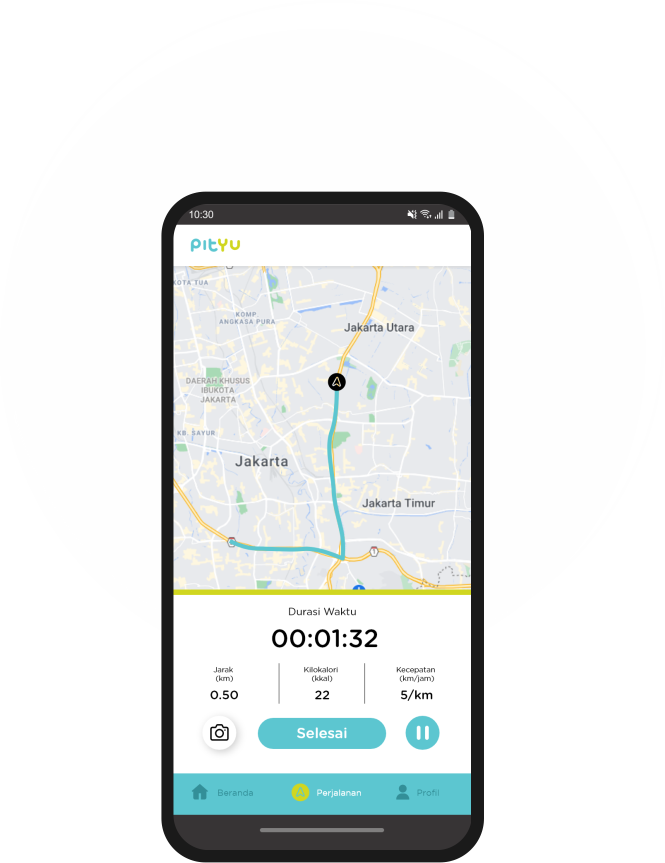 10:30
pityu
KOTA TUA
KOMP.
ANGKASA PURA
Jakarta Utara
DAERAH KHUSUS
IBUKOTA
JAKARTA
KB. SAYUR
Jakarta
Jakarta Timur
Durasi Waktu
00:01:32
Jarak
(km)
0.50
Kilokalori
(kkal)
22
Kecepatan
(km/jam)
5/km
Selesai
Beranda
Perjalanan
Profil